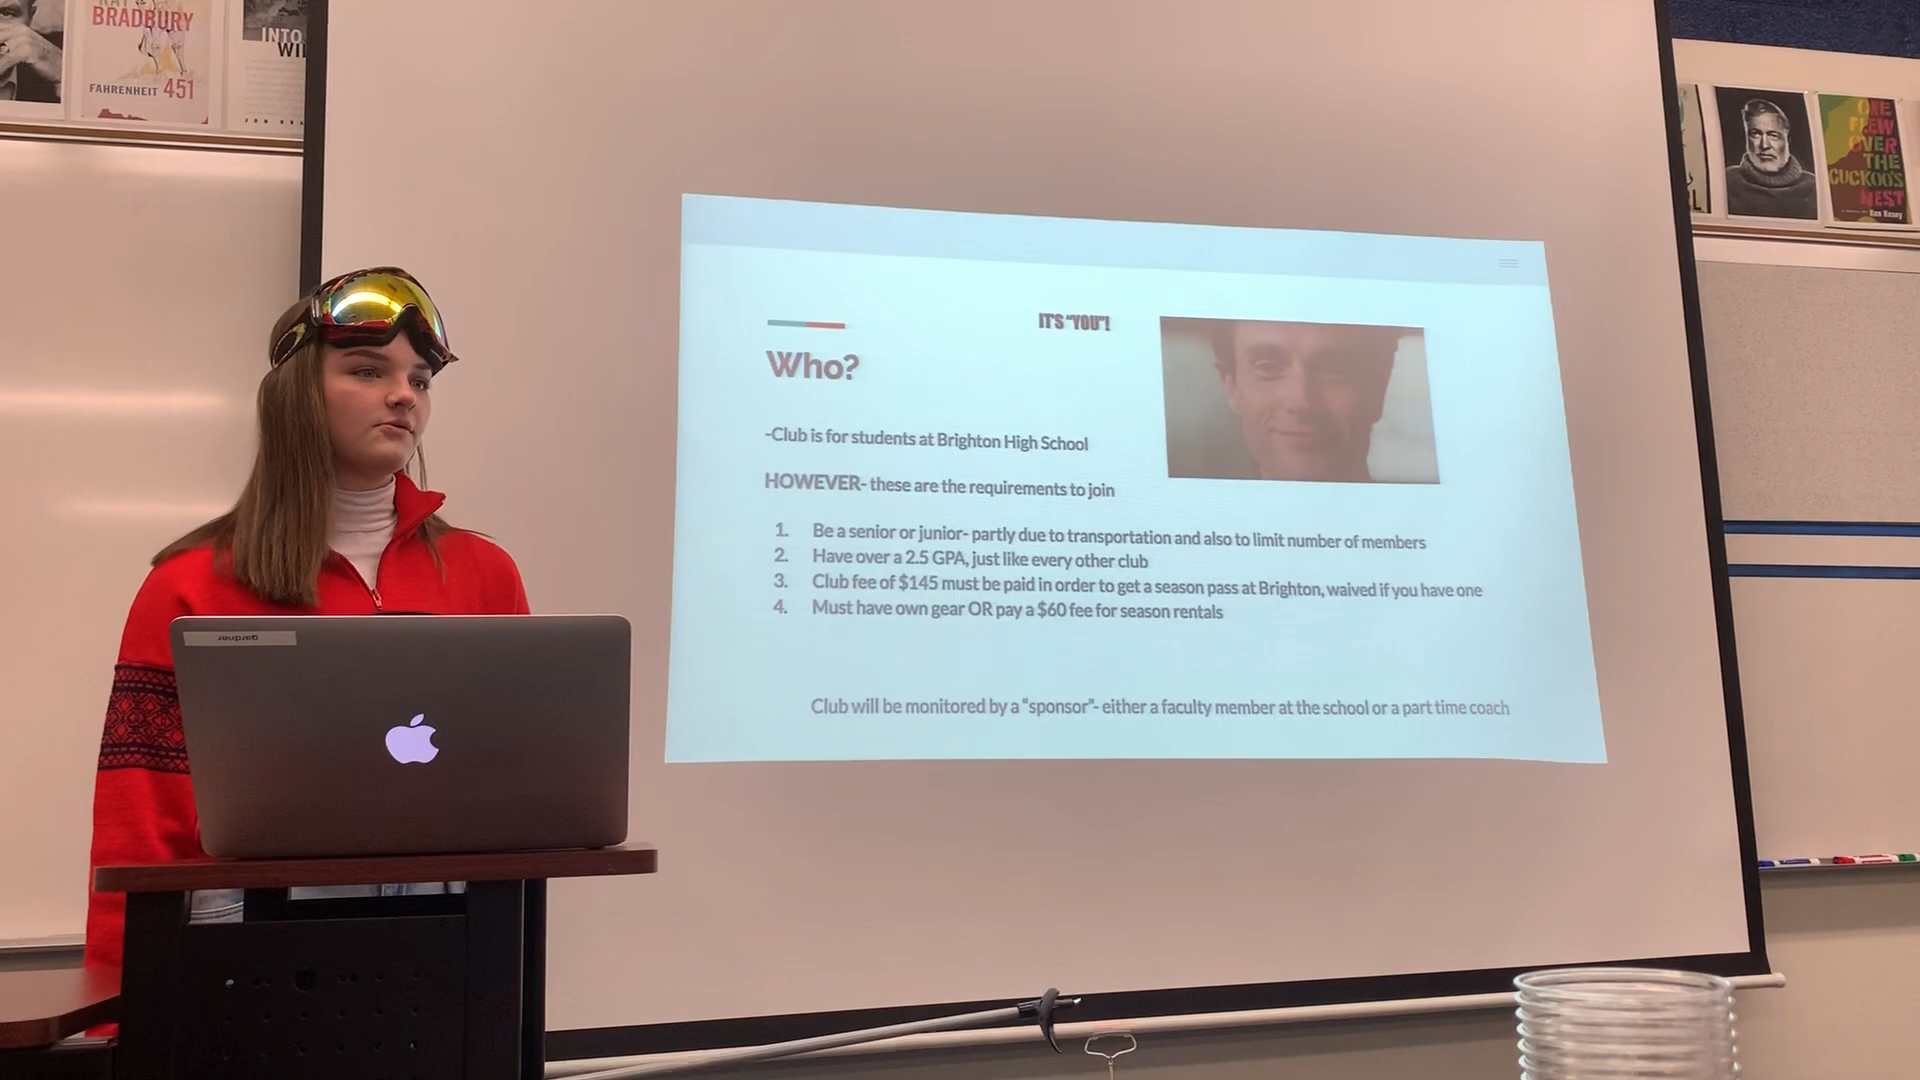 RAY
BRADBURY
FAHRENHEIT 451
INTO
WIL
JON
ONE
FLEW
OVER
THE
CUCKOO'S
NEST
Ken Kesey
IT'S "YOU"!
Who?
-Club is for students at Brighton High School
HOWEVER- these are the requirements to join
1. Be a senior or junior- partly due to transportation and also to limit number of members
2. Have over a 2.5 GPA, just like every other club
3. Club fee of $145 must be paid in order to get a season pass at Brighton, waived if you have one
4. Must have own gear OR pay a $60 fee for season rentals
Club will be monitored by a "sponsor"- either a faculty member at the school or a part time coach
gardner